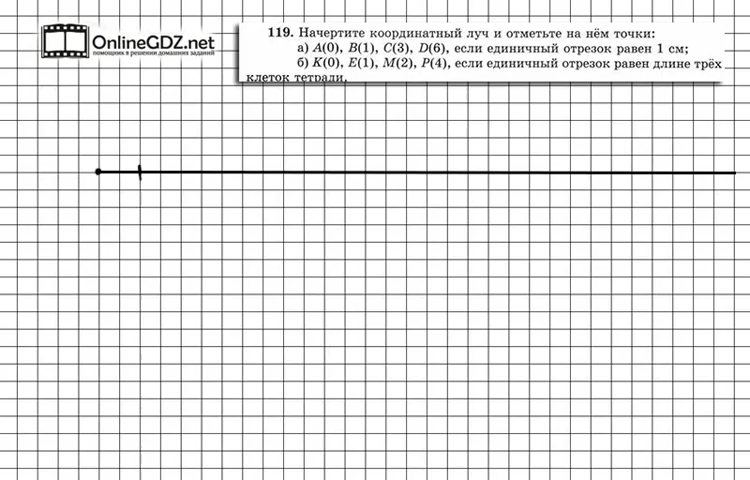 OnlineGDZ.net
помощник в решении домашних заданий
119. Начертите координатный луч и отметьте на нём точки:
а) A(0), B(1), C(3), D(6), если единичный отрезок равен 1 см;
б) K(0), E(1), M(2), P(4), если единичный отрезок равен длине трёх
клеток тетради.